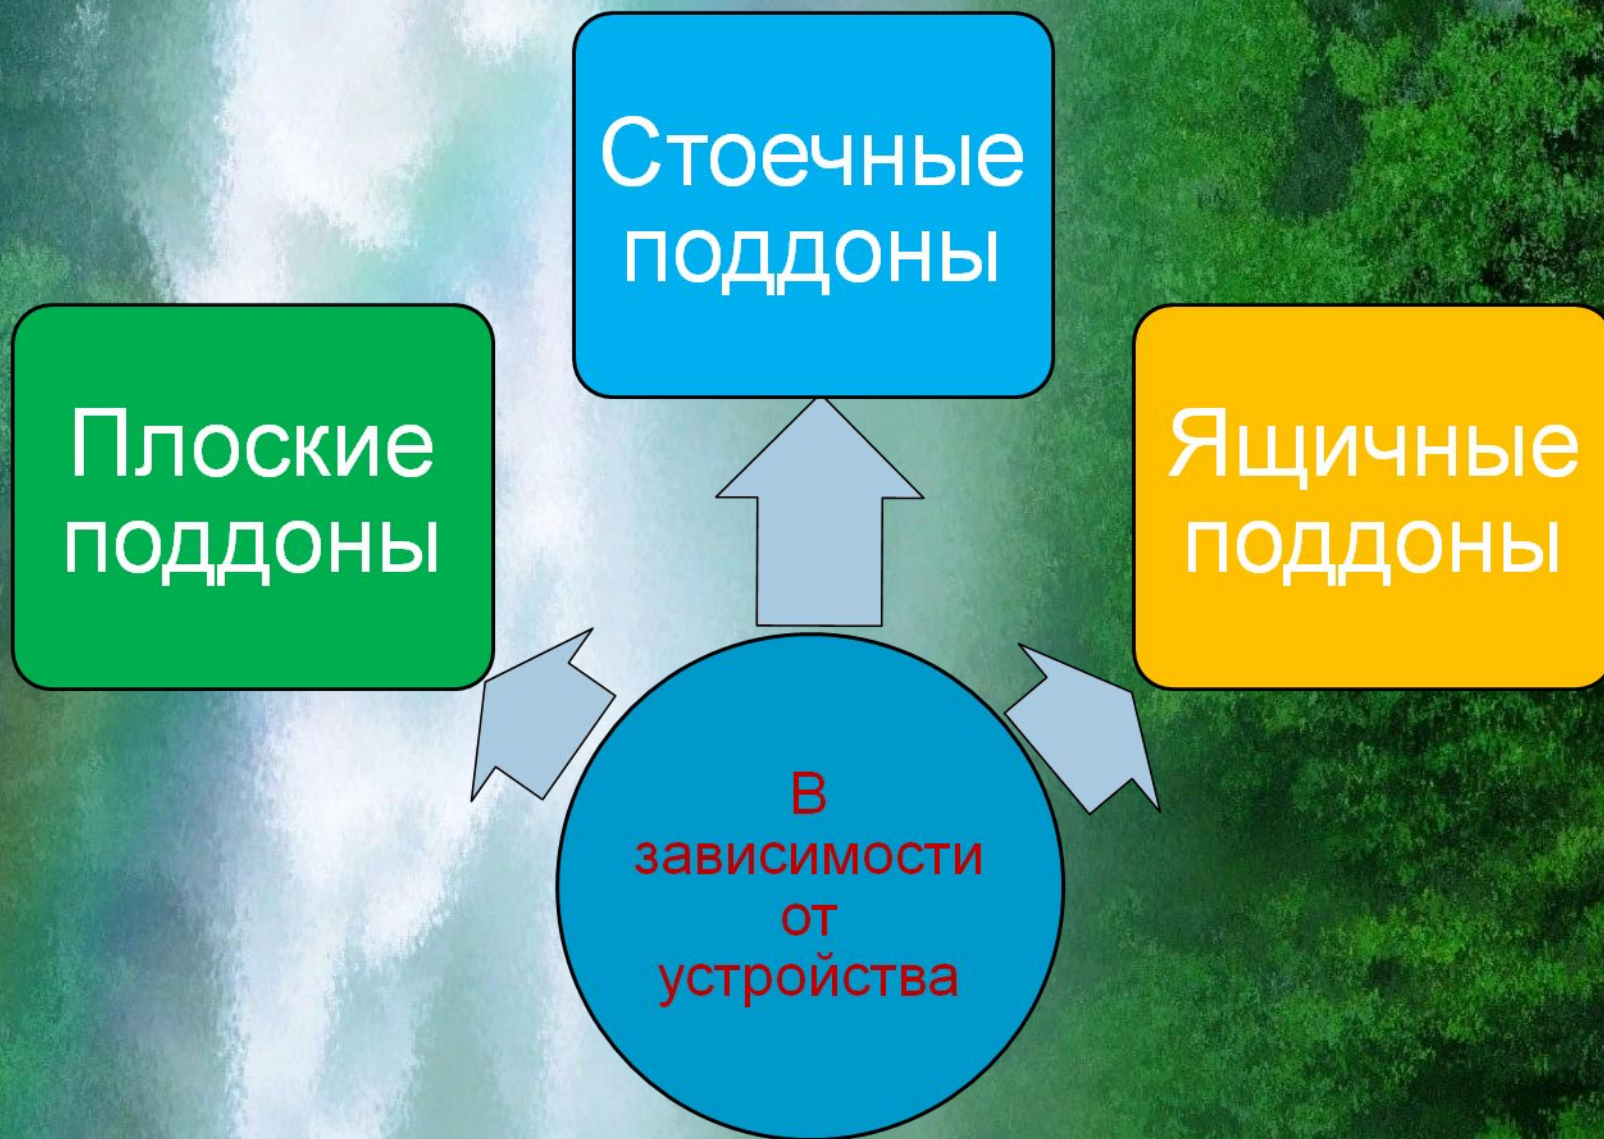 Стоечные
поддоны
Плоские
поддоны
Ящичные
поддоны
В
зависимости
от
устройства